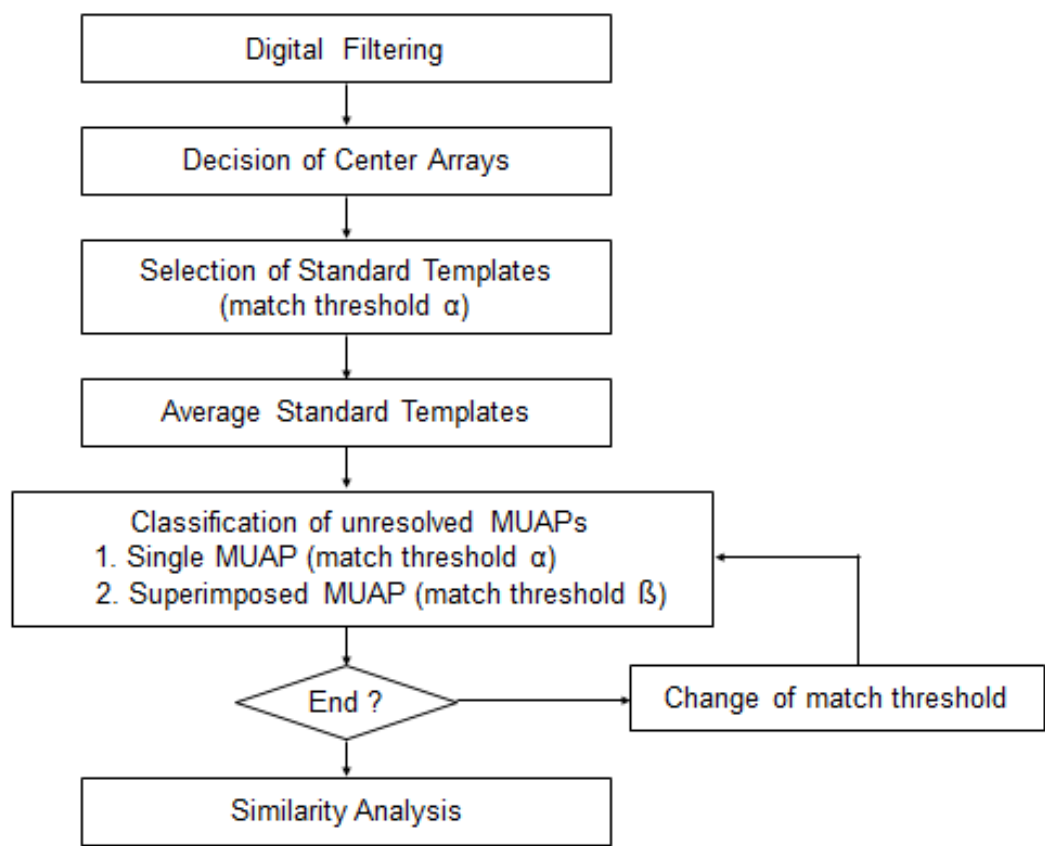 Digital Filtering
Decision of Center Arrays
Selection of Standard Templates
(match threshold α)
Average Standard Templates
Classification of unresolved MUAPs
1. Single MUAP (match threshold α)
2. Superimposed MUAP (match threshold ß)
End ?
Change of match threshold
Similarity Analysis